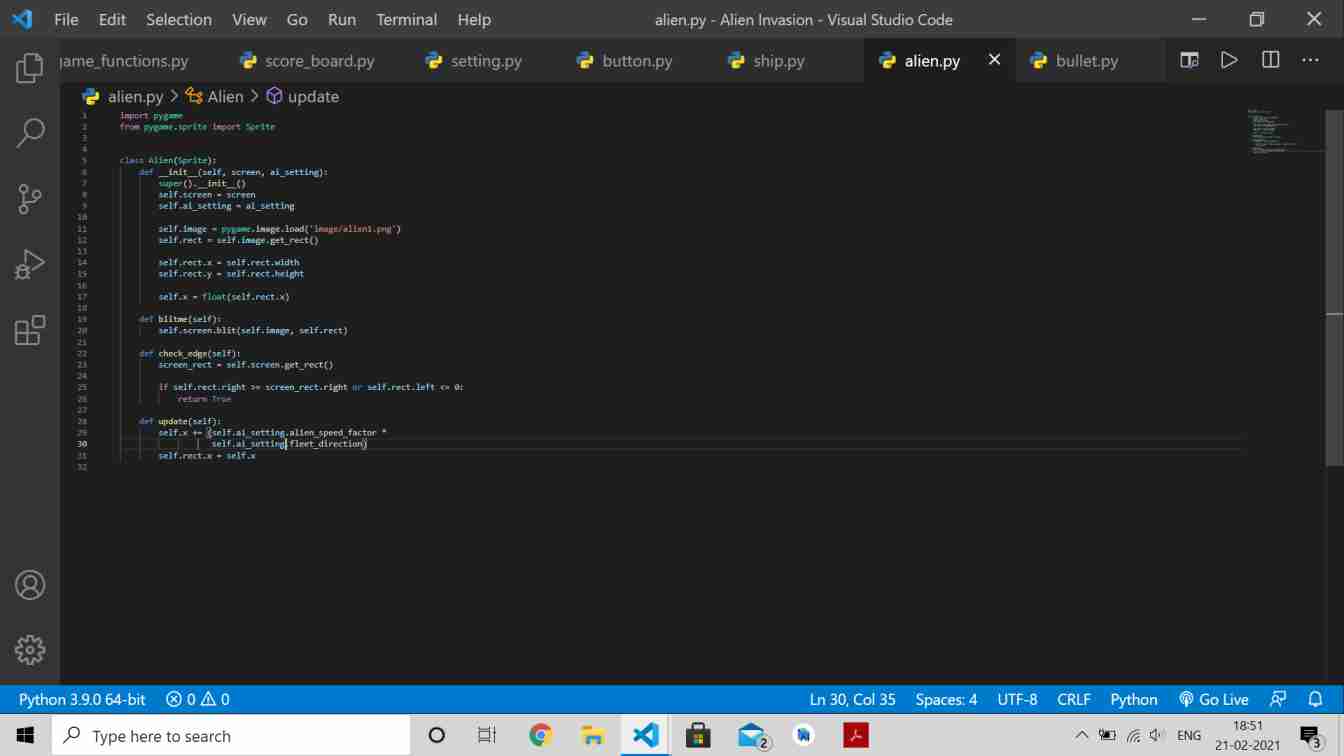 File Edit Selection View Go Run Terminal Help alien.py - Alien Invasion - Visual Studio Code
game_functions.py score_board.py setting.py button.py ship.py alien.py bullet.py
alien.py > Alien > update
1 import pygame
2 from pygame.sprite import Sprite
3
4
5 class Alien(Sprite):
6 def __init__(self, screen, ai_setting):
7 super().__init__()
8 self.screen = screen
9 self.ai_setting = ai_setting
10
11 self.image = pygame.image.load('image/alien1.png')
12 self.rect = self.image.get_rect()
13
14 self.rect.x = self.rect.width
15 self.rect.y = self.rect.height
16
17 self.x = float(self.rect.x)
18
19 def blitme(self):
20 self.screen.blit(self.image, self.rect)
21
22 def check_edge(self):
23 screen_rect = self.screen.get_rect()
24
25 if self.rect.right >= screen_rect.right or self.rect.left <= 0:
26 return True
27
28 def update(self):
29 self.x += (self.ai_setting.alien_speed_factor *
30 self.ai_setting.fleet_direction)
31 self.rect.x = self.x
32
Python 3.9.0 64-bit 0 0 Ln 30, Col 35 Spaces: 4 UTF-8 CRLF Python Go Live
Type here to search 2 ENG 18:51
21-02-2021 3